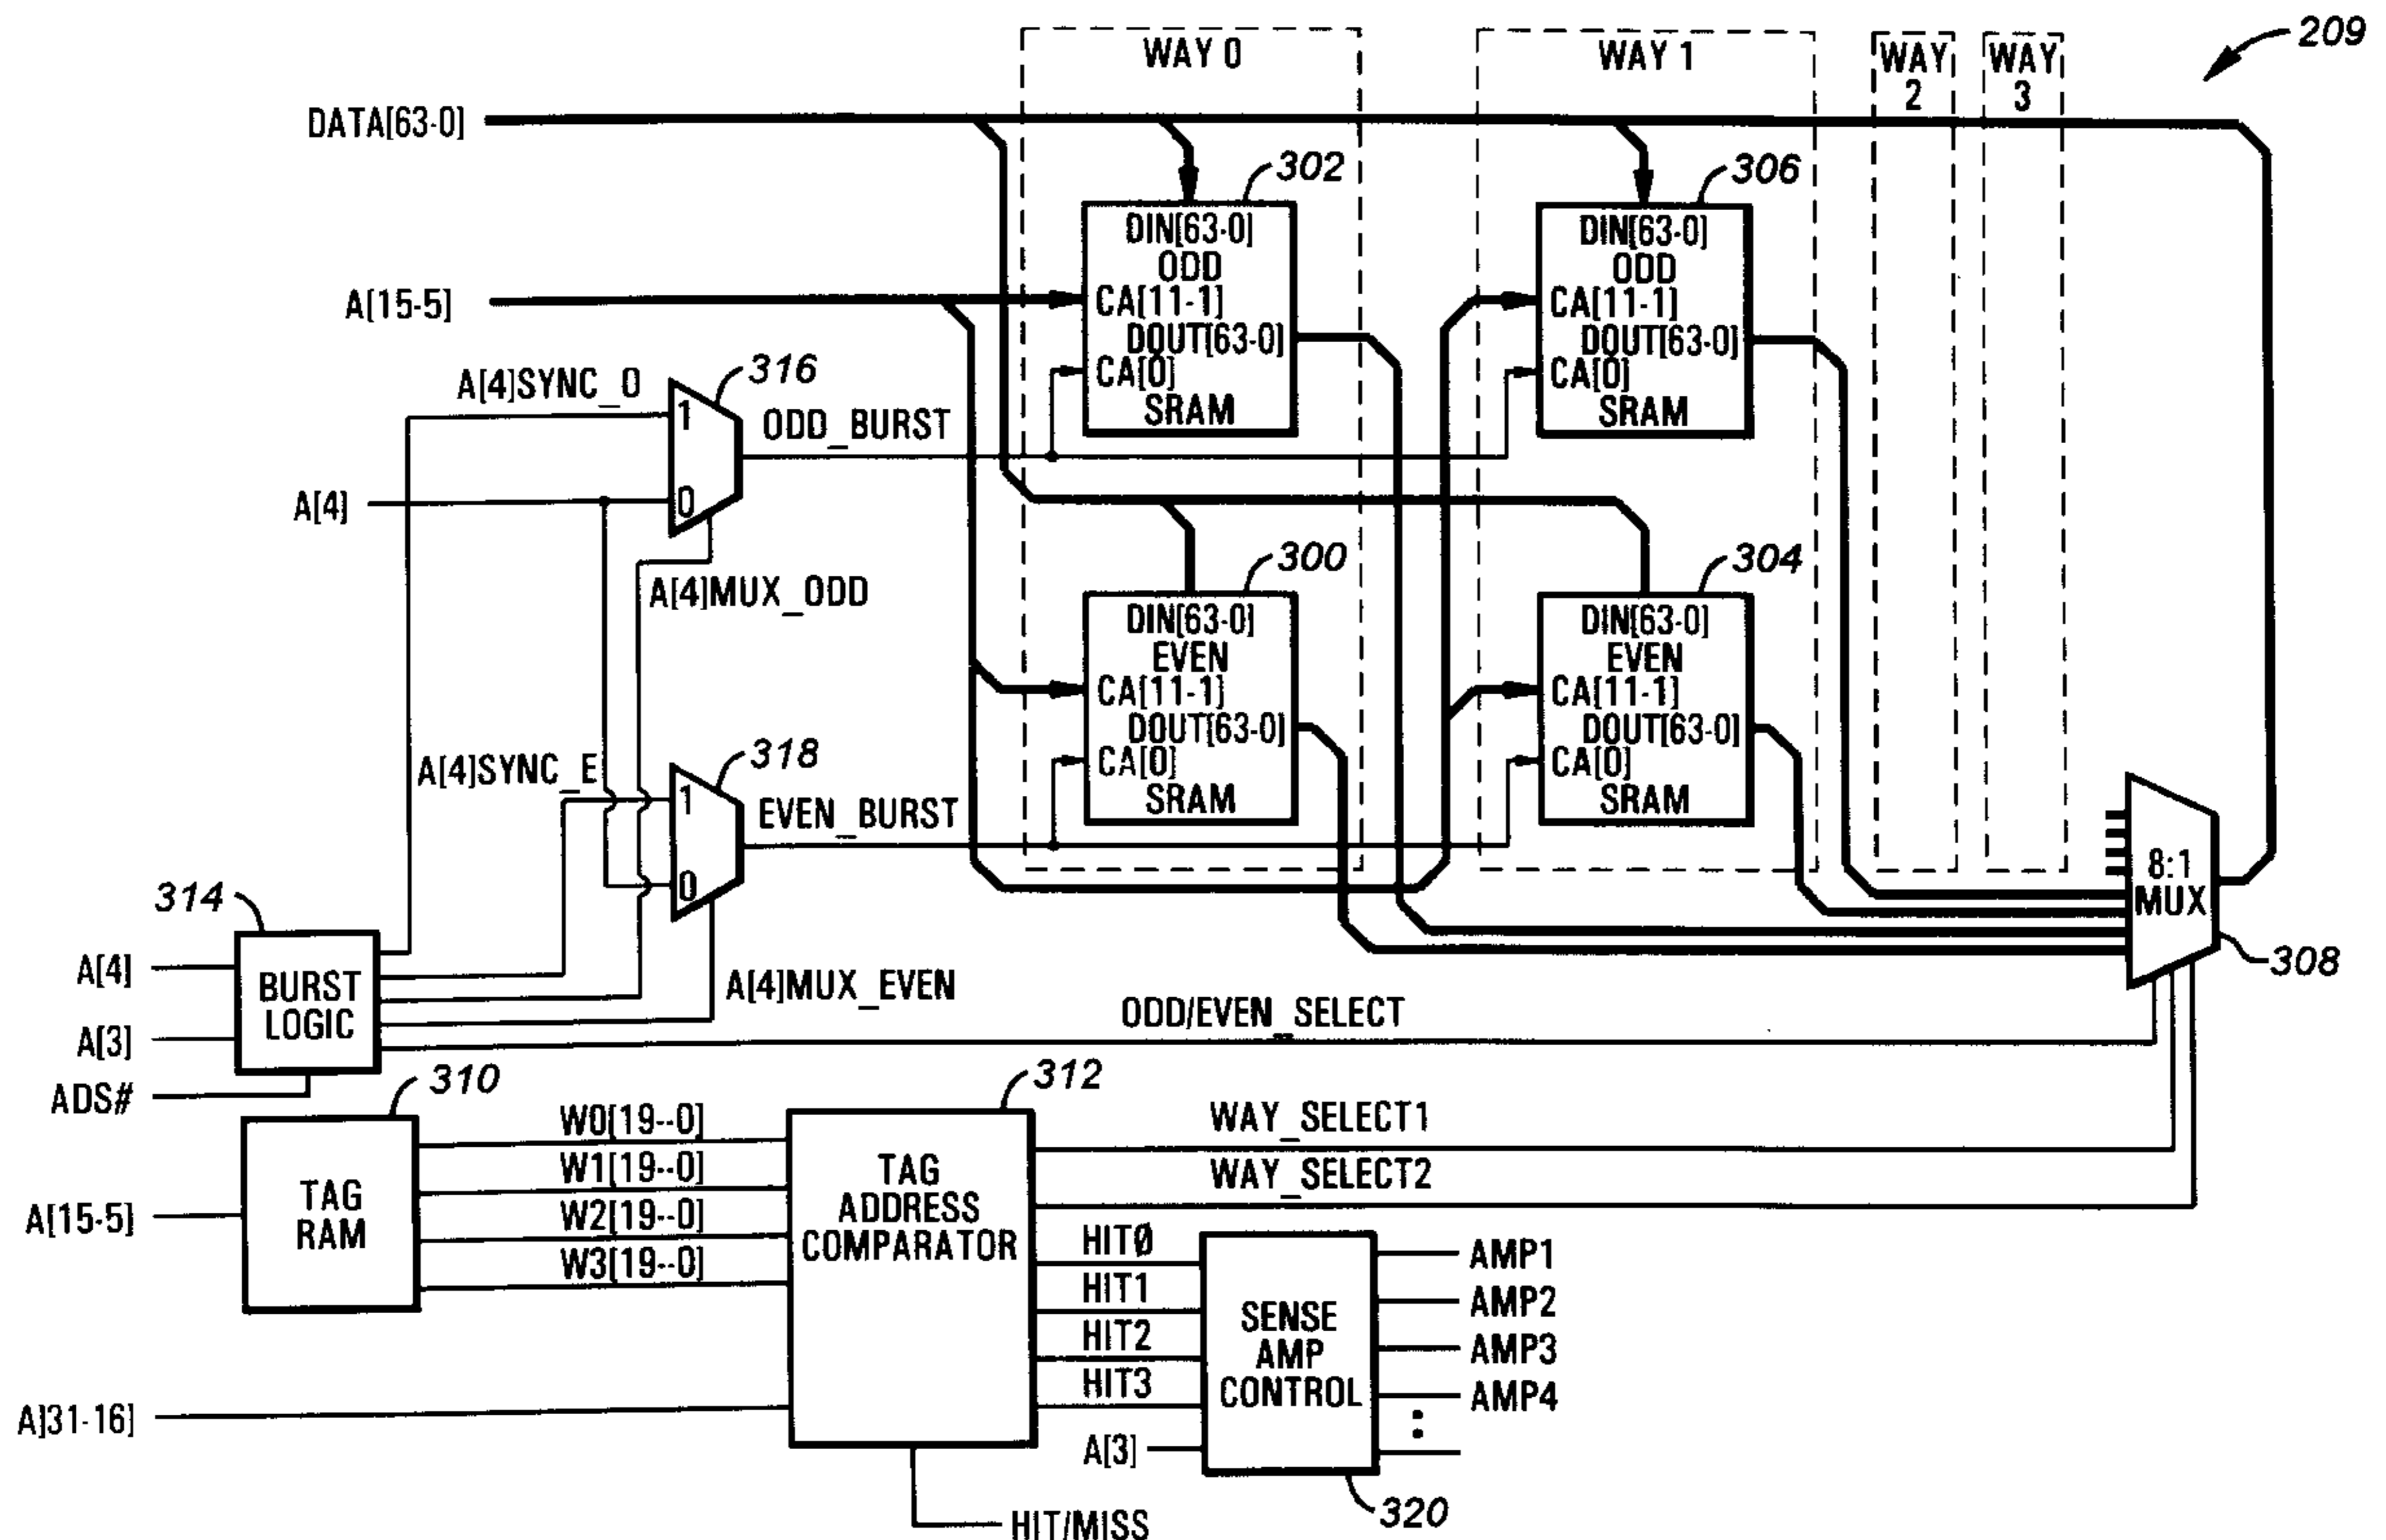 WAY 0
WAY 1
WAY
2
WAY
3
209
DATA[63-0]
302
306
DIN[63-0]
ODD
CA[11-1]
DOUT[63-0]
CA[0]
SRAM
DIN[63-0]
ODD
CA[11-1]
DOUT[63-0]
CA[0]
SRAM
A[15-5]
316
A[4]SYNC_O
1
0
ODD_BURST
A[4]
A[4]MUX_ODD
300
304
DIN[63-0]
EVEN
CA[11-1]
DOUT[63-0]
CA[0]
SRAM
DIN[63-0]
EVEN
CA[11-1]
DOUT[63-0]
CA[0]
SRAM
318
A[4]SYNC_E
1
0
EVEN_BURST
8:1
MUX
308
314
A[4]
A[3]
ADS#
BURST
LOGIC
A[4]MUX_EVEN
ODD/EVEN_SELECT
310
312
A[15-5]
TAG
RAM
W0[19--0]
W1[19--0]
W2[19--0]
W3[19--0]
TAG
ADDRESS
COMPARATOR
WAY_SELECT1
WAY_SELECT2
HITØ
HIT1
HIT2
HIT3
A[3]
SENSE
AMP
CONTROL
AMP1
AMP2
AMP3
AMP4
:
A]31-16]
320
HIT/MISS